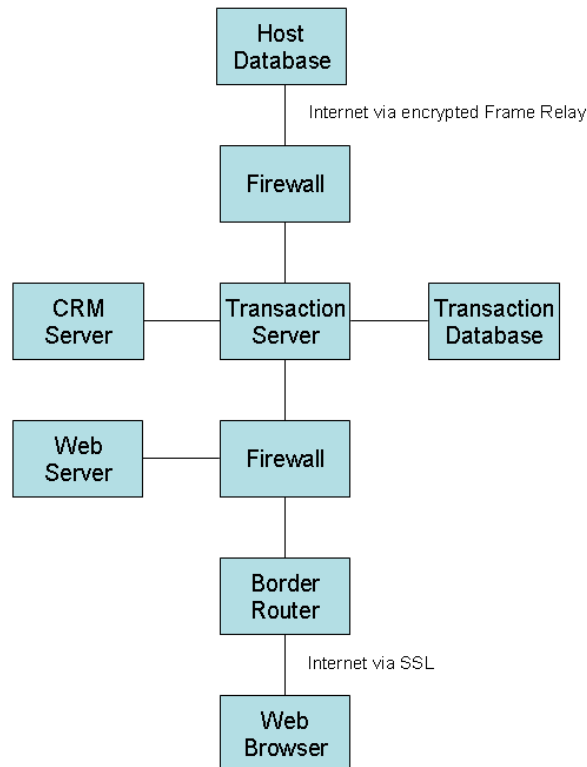 Host
Database
Internet via encrypted Frame Relay
Firewall
CRM
Server
Transaction
Server
Transaction
Database
Web
Server
Firewall
Border
Router
Internet via SSL
Web
Browser